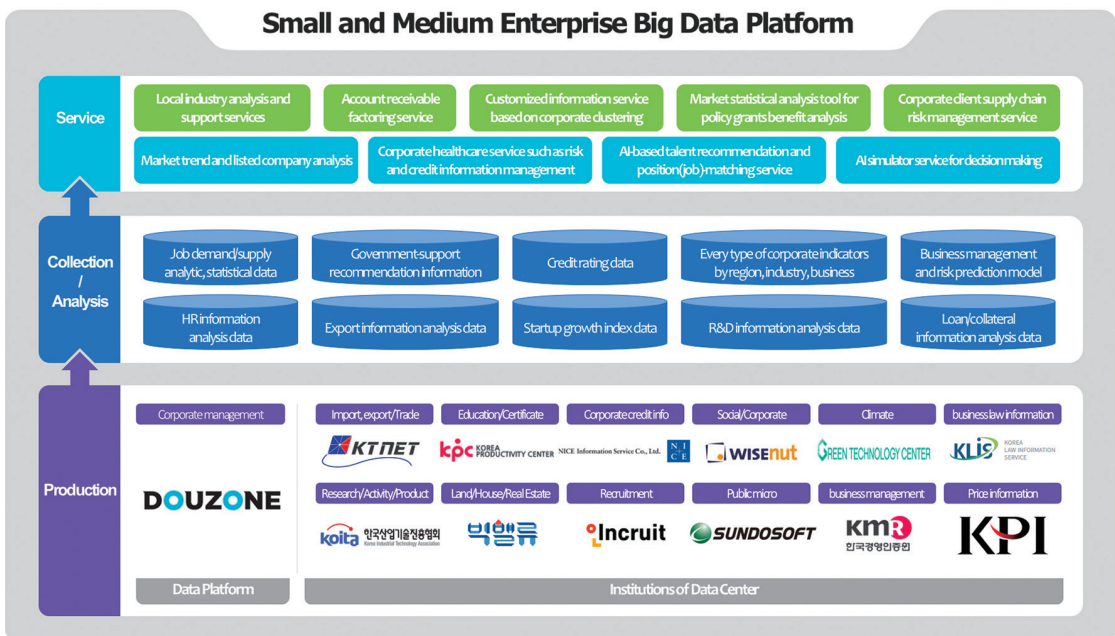 Small and Medium Enterprise Big Data Platform
Service
Local industry analysis and
support services
Account receivable
factoring service
Customized information service
based on corporate clustering
Market statistical analysis tool for
policy grants benefit analysis
Corporate client supply chain
risk management service
Market trend and listed company analysis
Corporate healthcare service such as risk
and credit information management
AI-based talent recommendation and
position(job)-matching service
AI simulator service for decision making
Collection
/
Analysis
Job demand/supply
analytic, statistical data
Government-support
recommendation information
Credit rating data
Every type of corporate indicators
by region, industry, business
Business management
and risk prediction model
HR information
analysis data
Export information analysis data
Startup growth index data
R&D information analysis data
Loan/collateral
information analysis data
Production
Corporate management
DOUZONE
Data Platform
Import, export/Trade
Education/Certificate
Corporate credit info
Social/Corporate
Climate
business law information
KTNET
kpc KOREA
PRODUCTIVITY CENTER
NICE Information Service Co., Ltd.
N I
C E
WISEnut
GREEN TECHNOLOGY CENTER
KLiS KOREA
LAW INFORMATION
SERVICE
Research/Activity/Product
Land/House/Real Estate
Recruitment
Public micro
business management
Price information
koita 한국산업기술진흥협회
Korea Industrial Technology Association
빅밸류
Incruit
SUNDOSOFT
KMR
한국경영인증원
KPI
Institutions of Data Center